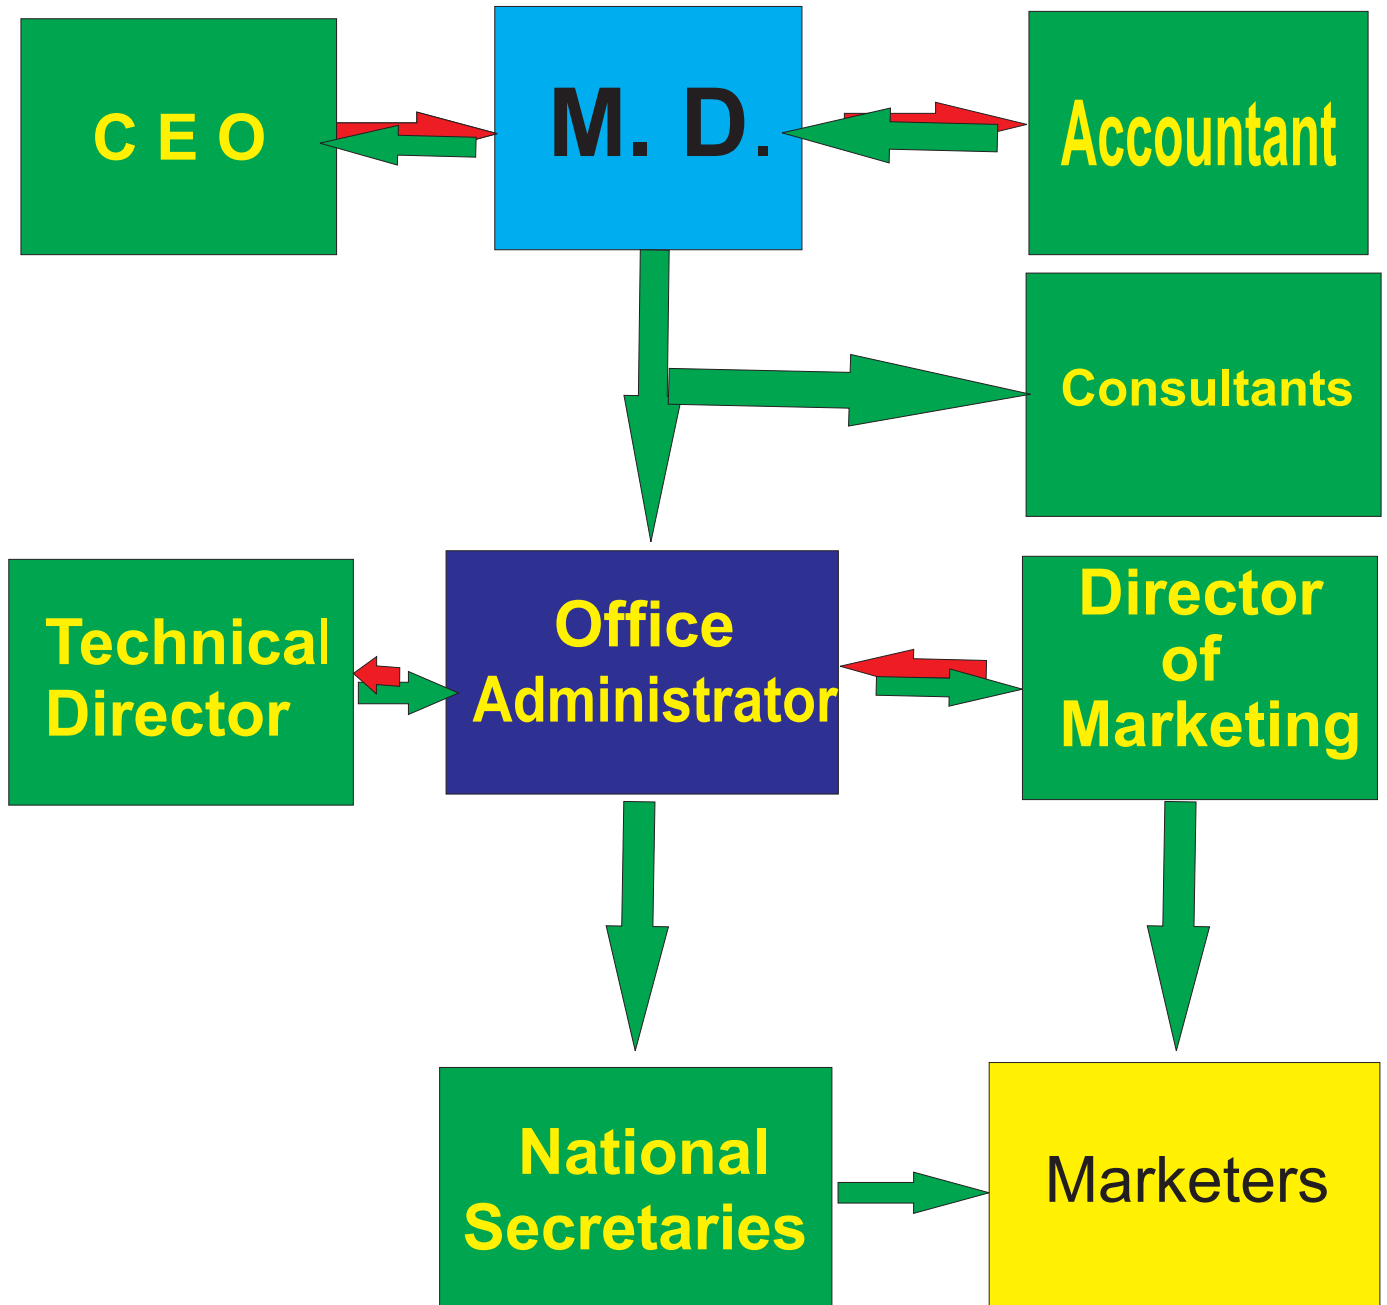 C E O
M. D.
Accountant
Consultants
Technical
Director
Office
Administrator
Director
of
Marketing
National
Secretaries
Marketers